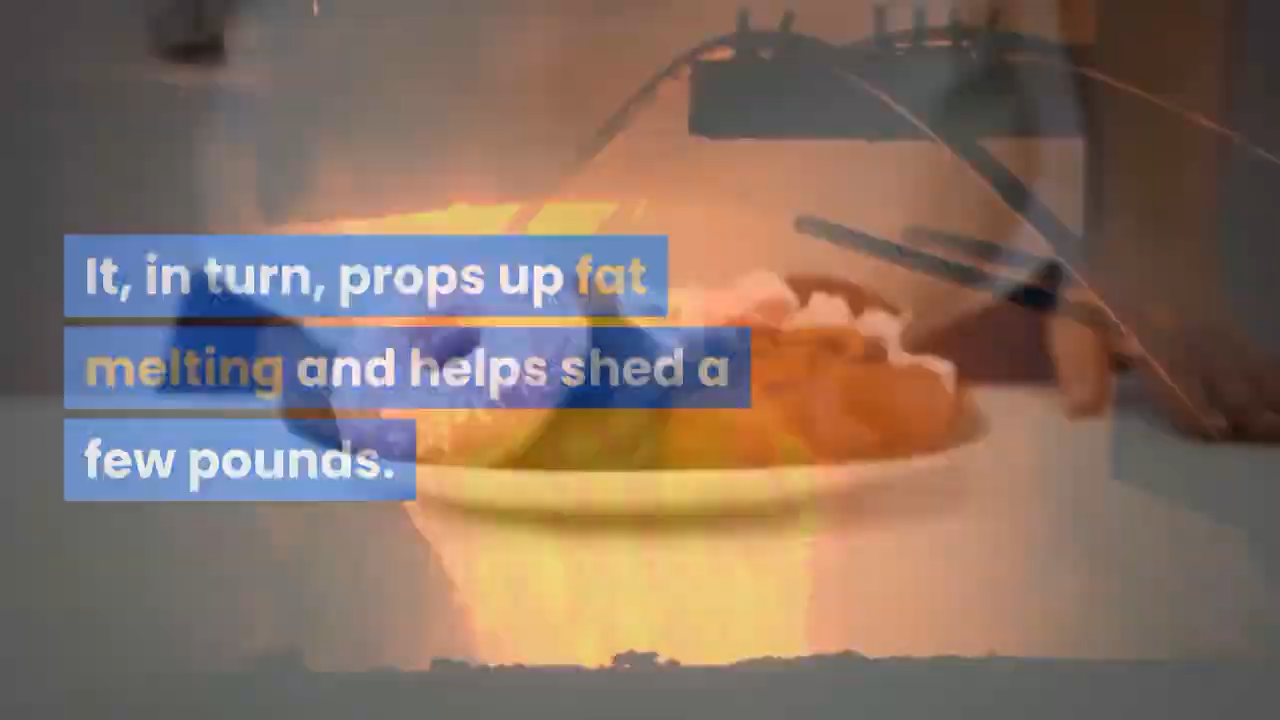 It, in turn, props up fat
melting and helps shed a
few pounds.